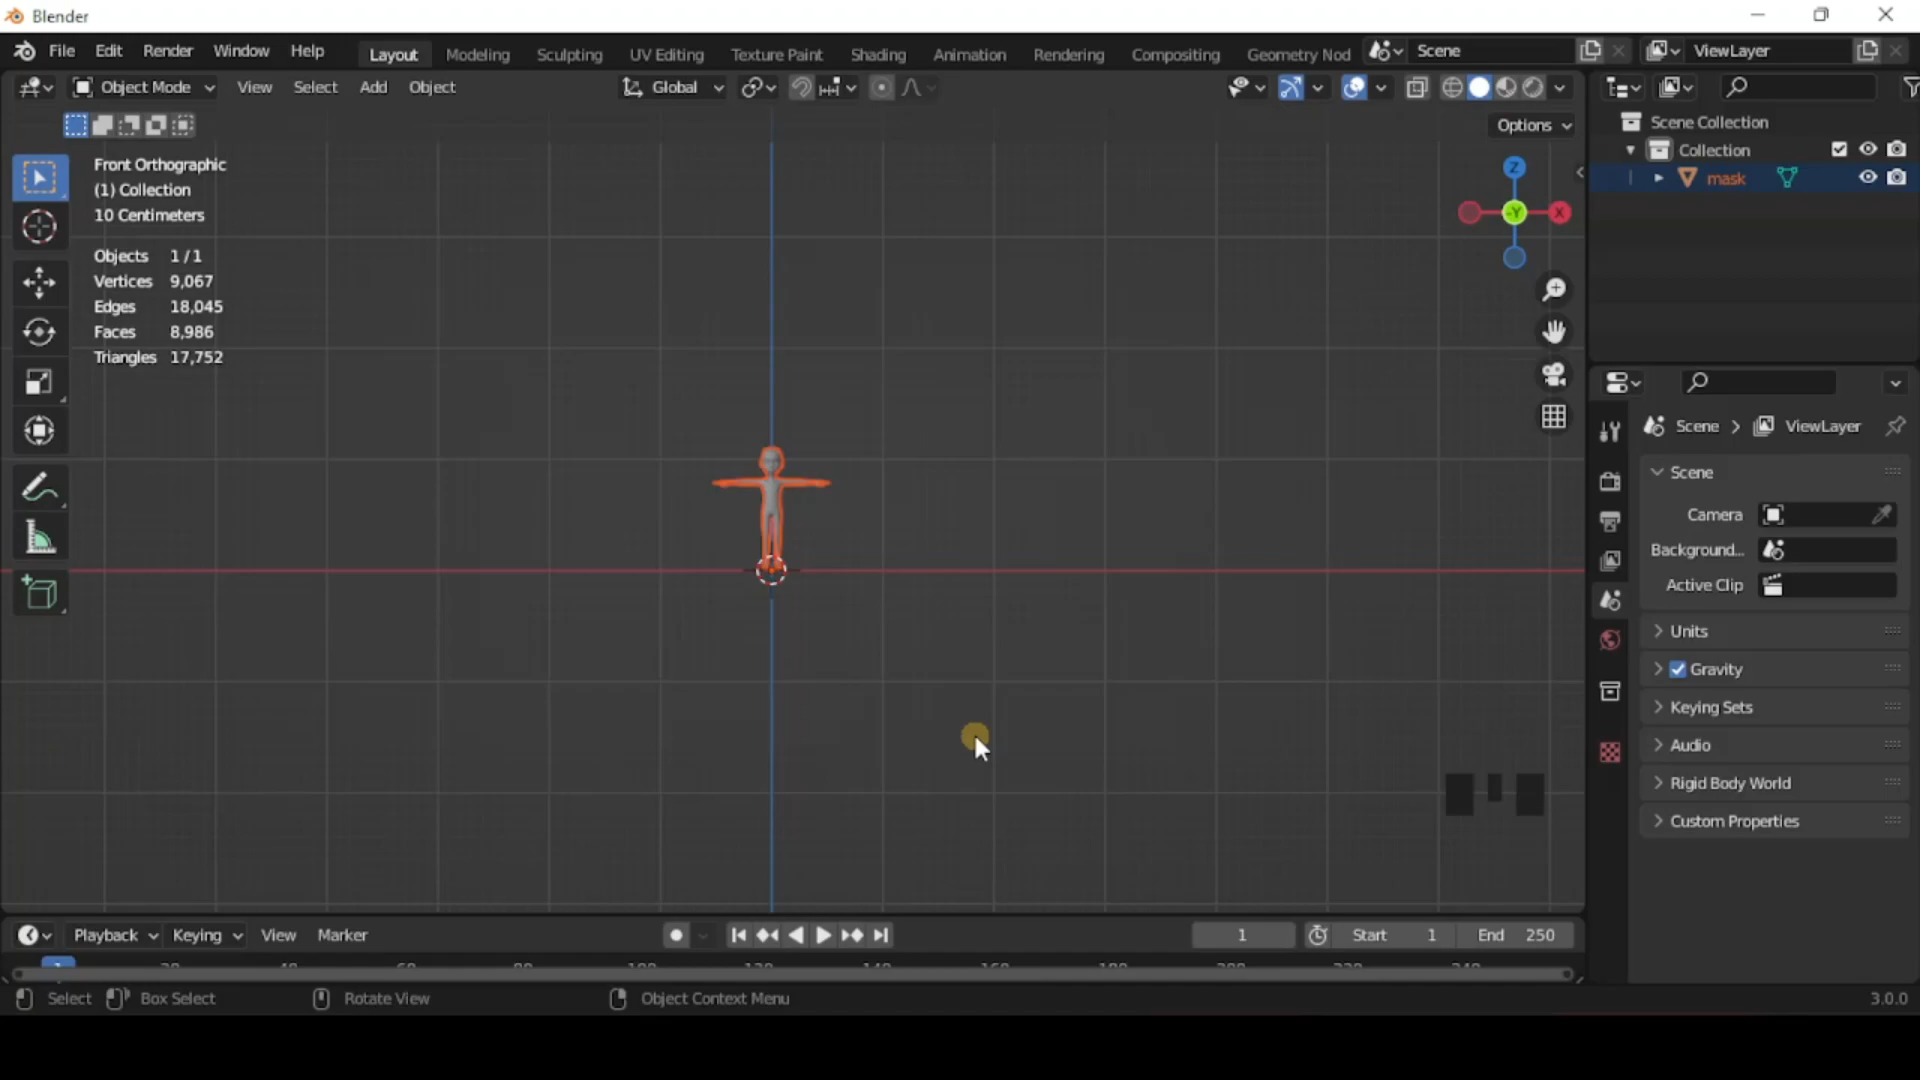 Blender
File Edit Render Window Help Layout Modeling Sculpting UV Editing Texture Paint Shading Animation Rendering Compositing Geometry Nod Scene ViewLayer
Object Mode View Select Add Object Global
Options
Front Orthographic
(1) Collection
10 Centimeters
Objects 1/1
Vertices 9,067
Edges 18,045
Faces 8,986
Triangles 17,752
Z
-Y X
Scene Collection
Collection
mask
Scene > ViewLayer
Scene
Camera
Background...
Active Clip
Units
Gravity
Keying Sets
Audio
Rigid Body World
Custom Properties
Playback Keying View Marker 1 Start 1 End 250
Select Box Select Rotate View Object Context Menu 3.0.0